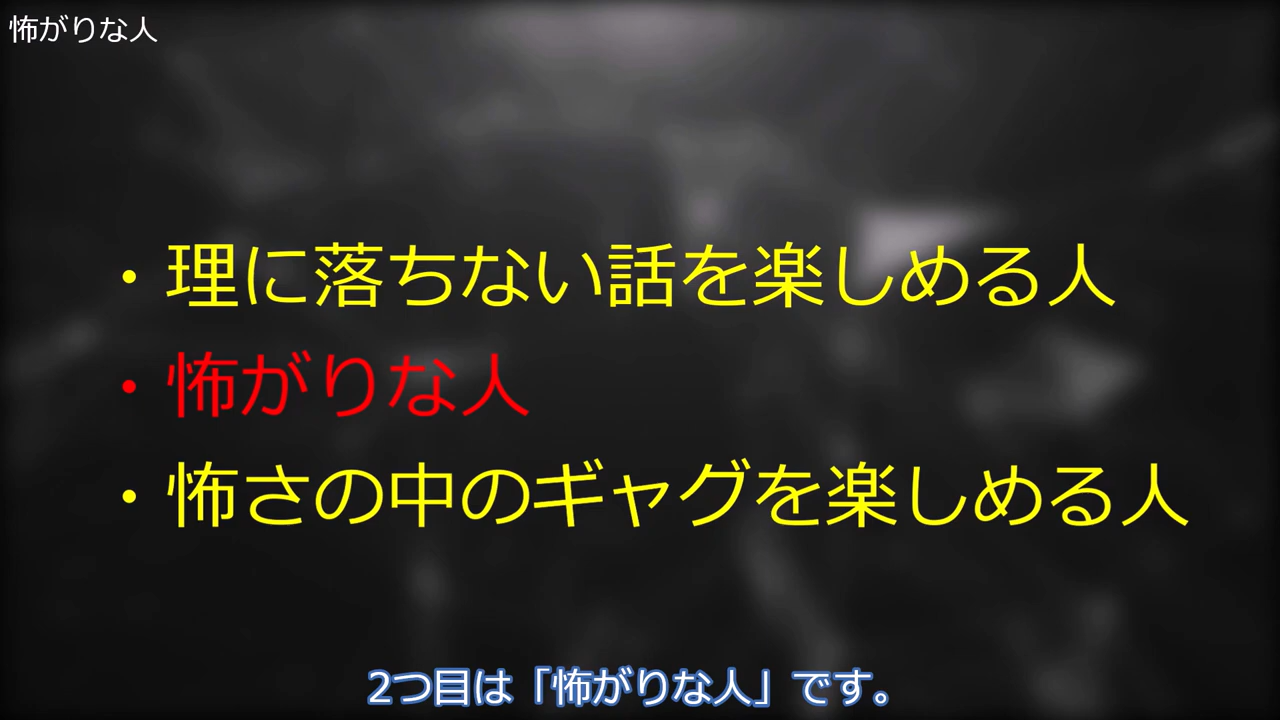 怖がりな人
・理に落ちない話を楽しめる人
・怖がりな人
・怖さの中のギャグを楽しめる人
2つ目は「怖がりな人」です。